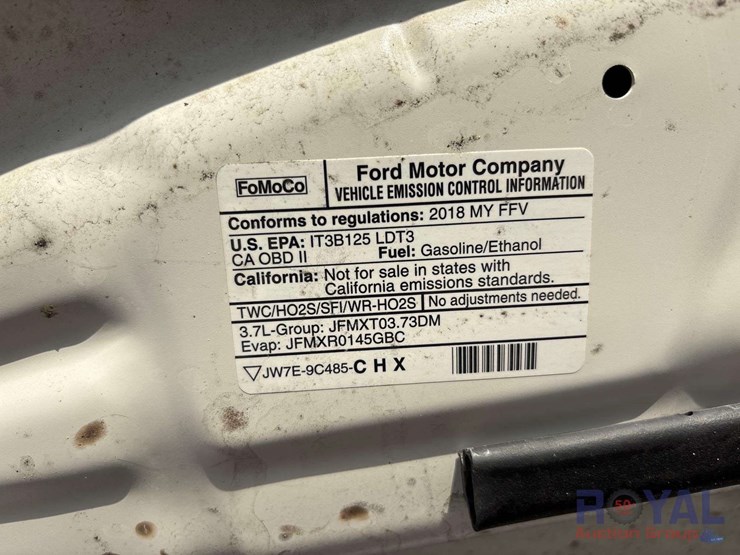 FoMoCo
Ford Motor Company
VEHICLE EMISSION CONTROL INFORMATION
Conforms to regulations: 2018 MY FFV
U.S. EPA: IT3B125 LDT3
CA OBD II
Fuel: Gasoline/Ethanol
California: Not for sale in states with
California emissions standards.
TWC/HO2S/SFI/WR-HO2S
No adjustments needed.
3.7L-Group: JFMXT03.73DM
Evap: JFMXR0145GBC
▽JW7E-9C485-C H X
ROYAL
Auction Group